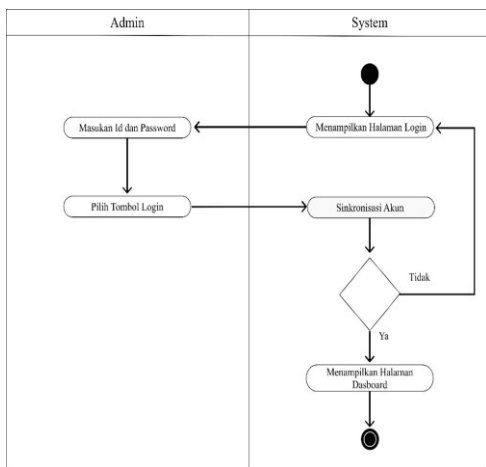 Admin
System
Menampilkan Halaman Login
Masukan Id dan Password
Pilih Tombol Login
Sinkronisasi Akun
Tidak
Ya
Menampilkan Halaman
Dasboard